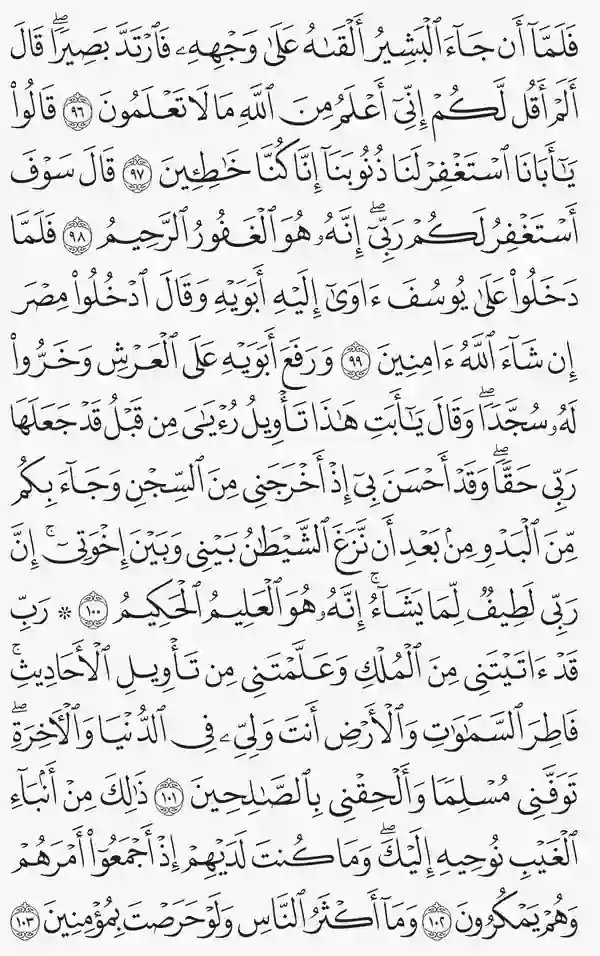 فَلَمَّآ أَن جَآءَ ٱلْبَشِيرُ أَلْقَىٰهُ عَلَىٰ وَجْهِهِۦ فَٱرْتَدَّ بَصِيرًۭا ۖ قَالَ
أَلَمْ أَقُل لَّكُمْ إِنِّىٓ أَعْلَمُ مِنَ ٱللَّهِ مَا لَا تَعْلَمُونَ ٩٦ قَالُوا۟
يَـٰٓأَبَانَا ٱسْتَغْفِرْ لَنَا ذُنُوبَنَآ إِنَّا كُنَّا خَـٰطِـِٔينَ ٩٧ قَالَ سَوْفَ
أَسْتَغْفِرُ لَكُمْ رَبِّىٓ ۖ إِنَّهُۥ هُوَ ٱلْغَفُورُ ٱلرَّحِيمُ ٩٨ فَلَمَّا
دَخَلُوا۟ عَلَىٰ يُوسُفَ ءَاوَىٰٓ إِلَيْهِ أَبَوَيْهِ وَقَالَ ٱدْخُلُوا۟ مِصْرَ
إِن شَآءَ ٱللَّهُ ءَامِنِينَ ٩٩ وَرَفَعَ أَبَوَيْهِ عَلَى ٱلْعَرْشِ وَخَرُّوا۟
لَهُۥ سُجَّدًۭا ۖ وَقَالَ يَـٰٓأَبَتِ هَـٰذَا تَأْوِيلُ رُءْيَـٰىَ مِن قَبْلُ قَدْ جَعَلَهَا
رَبِّى حَقًّۭا ۖ وَقَدْ أَحْسَنَ بِىٓ إِذْ أَخْرَجَنِى مِنَ ٱلسِّجْنِ وَجَآءَ بِكُم
مِّنَ ٱلْبَدْوِ مِنۢ بَعْدِ أَن نَّزَغَ ٱلشَّيْطَـٰنُ بَيْنِى وَبَيْنَ إِخْوَتِىٓ ۚ إِنَّ
رَبِّى لَطِيفٌۭ لِّمَا يَشَآءُ ۚ إِنَّهُۥ هُوَ ٱلْعَلِيمُ ٱلْحَكِيمُ ١٠٠ ۞ رَبِّ
قَدْ ءَاتَيْتَنِى مِنَ ٱلْمُلْكِ وَعَلَّمْتَنِى مِن تَأْوِيلِ ٱلْأَحَادِيثِ ۚ
فَاطِرَ ٱلسَّمَـٰوَٰتِ وَٱلْأَرْضِ أَنتَ وَلِىِّۦ فِى ٱلدُّنْيَا وَٱلْـَٔاخِرَةِ ۖ
تَوَفَّنِى مُسْلِمًۭا وَأَلْحِقْنِى بِٱلصَّـٰلِحِينَ ١٠١ ذَٰلِكَ مِنْ أَنۢبَآءِ
ٱلْغَيْبِ نُوحِيهِ إِلَيْكَ ۖ وَمَا كُنتَ لَدَيْهِمْ إِذْ أَجْمَعُوٓا۟ أَمْرَهُمْ
وَهُمْ يَمْكُرُونَ ١٠٢ وَمَآ أَكْثَرُ ٱلنَّاسِ وَلَوْ حَرَصْتَ بِمُؤْمِنِينَ ١٠٣